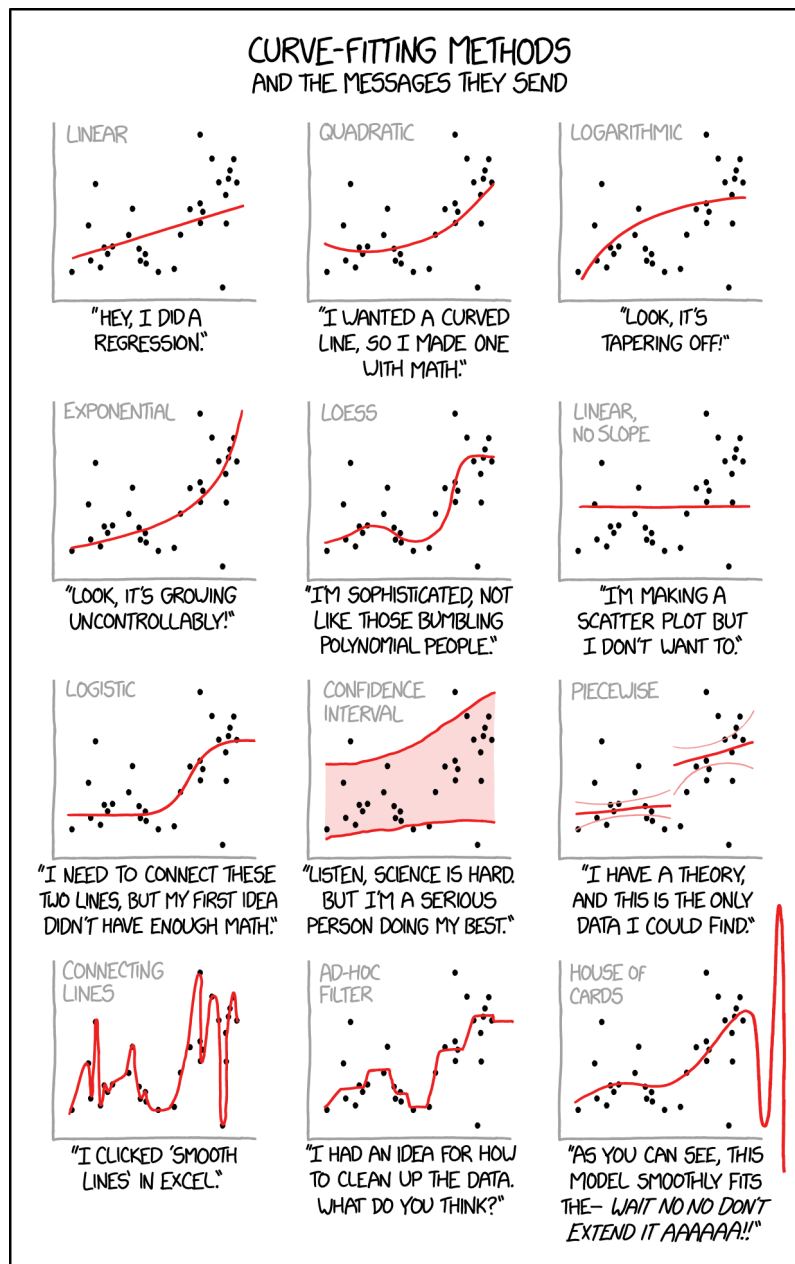 CURVE-FITTING METHODS
AND THE MESSAGES THEY SEND
LINEAR
"HEY, I DID A
REGRESSION."
QUADRATIC
"I WANTED A CURVED
LINE, SO I MADE ONE
WITH MATH."
LOGARITHMIC
"LOOK, IT'S
TAPERING OFF!"
EXPONENTIAL
"LOOK, IT'S GROWING
UNCONTROLLABLY!"
LOESS
"I'M SOPHISTICATED, NOT
LIKE THOSE BUMBLING
POLYNOMIAL PEOPLE."
LINEAR,
NO SLOPE
"I'M MAKING A
SCATTER PLOT BUT
I DON'T WANT TO."
LOGISTIC
"I NEED TO CONNECT THESE
TWO LINES, BUT MY FIRST IDEA
DIDN'T HAVE ENOUGH MATH."
CONFIDENCE
INTERVAL
"LISTEN, SCIENCE IS HARD.
BUT I'M A SERIOUS
PERSON DOING MY BEST."
PIECEWISE
"I HAVE A THEORY,
AND THIS IS THE ONLY
DATA I COULD FIND."
CONNECTING
LINES
"I CLICKED 'SMOOTH
LINES' IN EXCEL."
AD-HOC
FILTER
"I HAD AN IDEA FOR HOW
TO CLEAN UP THE DATA.
WHAT DO YOU THINK?"
HOUSE OF
CARDS
"AS YOU CAN SEE, THIS
MODEL SMOOTHLY FITS
THE– WAIT NO NO DON'T
EXTEND IT AAAAAA!!"